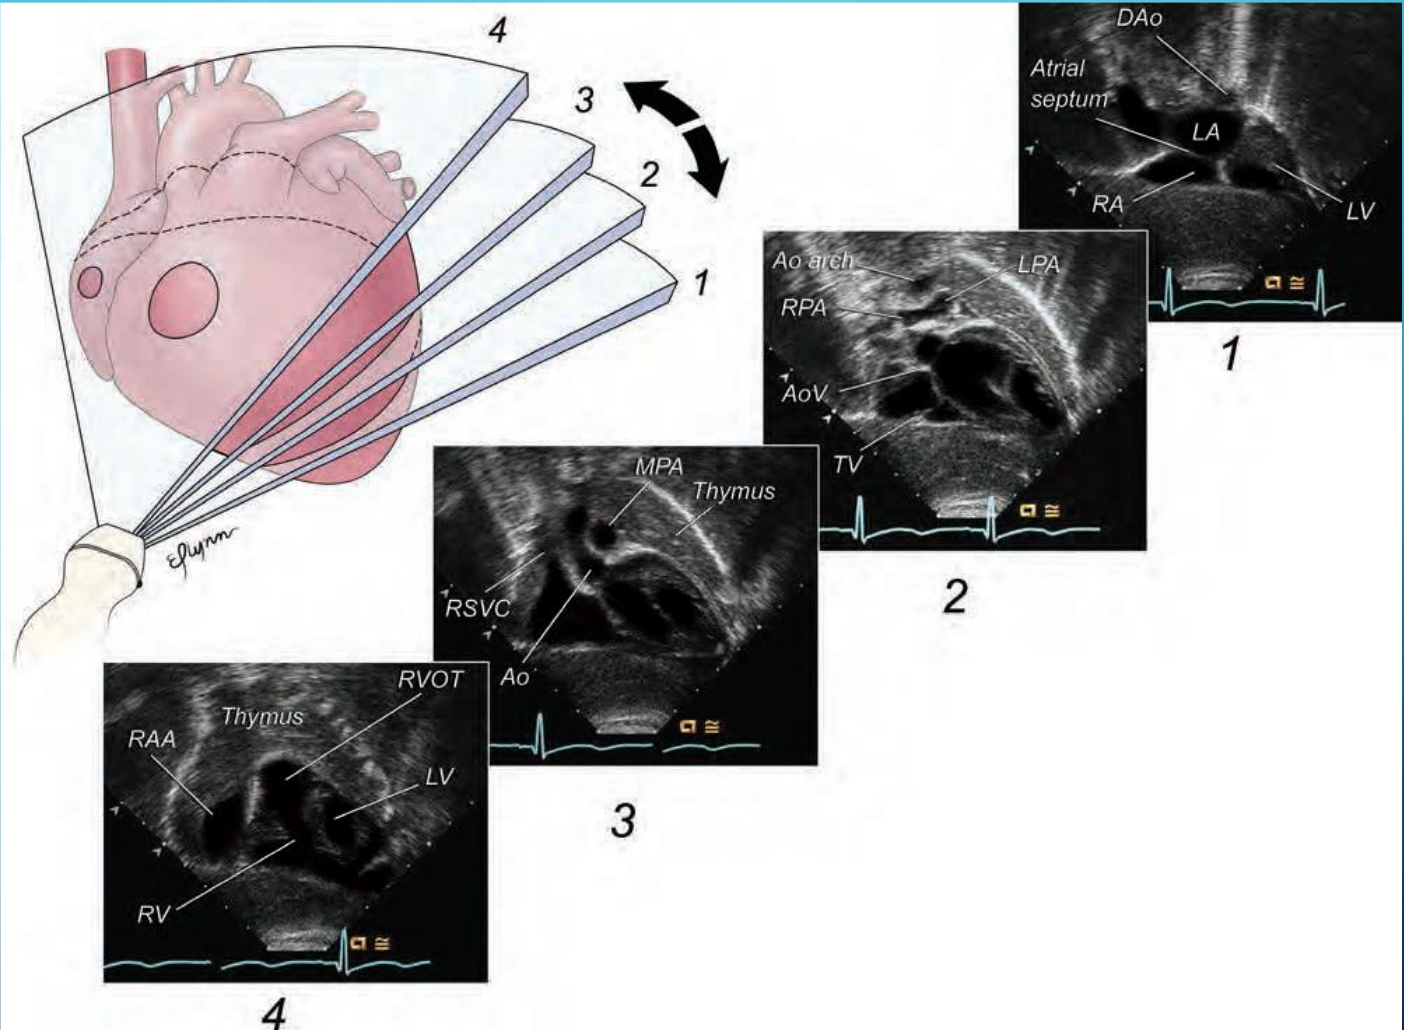 4
3
2
1
Eflynn
DAo
Atrial
septum
LA
RA
LV
1
Ao arch
LPA
RPA
AoV
TV
2
MPA
Thymus
RSVC
Ao
3
RVOT
Thymus
RAA
LV
RV
4